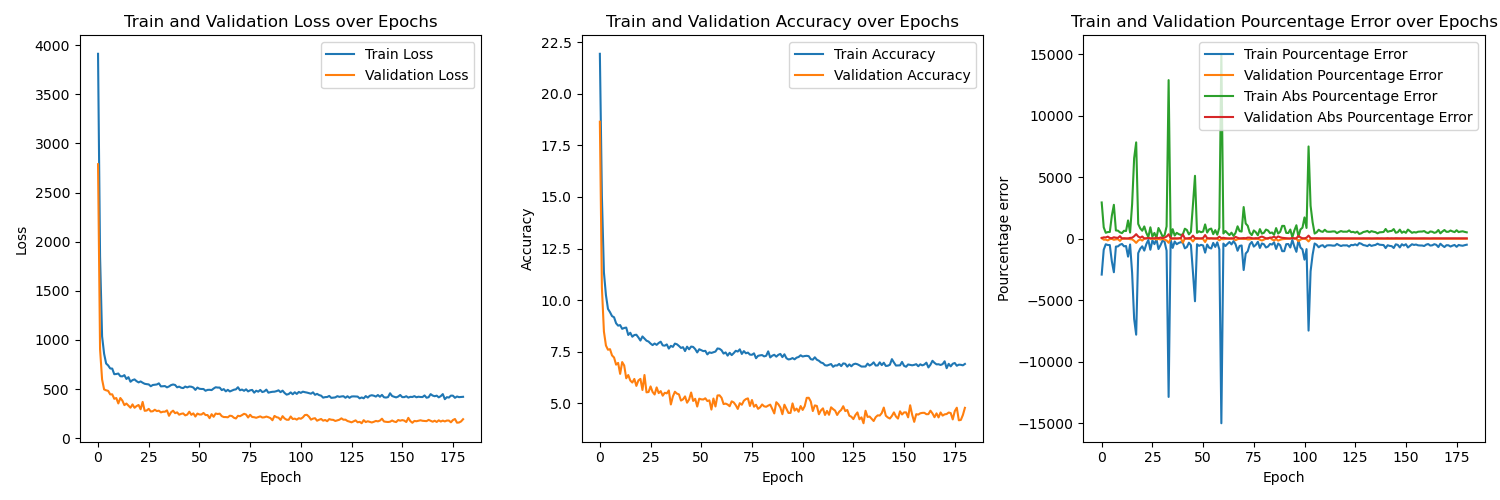 Train and Validation Loss over Epochs
4000
3500
3000
2500
2000
1500
1000
500
0
Loss
0 25 50 75 100 125 150 175
Epoch
Train Loss
Validation Loss
Train and Validation Accuracy over Epochs
22.5
20.0
17.5
15.0
12.5
10.0
7.5
5.0
Accuracy
0 25 50 75 100 125 150 175
Epoch
Train Accuracy
Validation Accuracy
Train and Validation Pourcentage Error over Epochs
15000
10000
5000
0
−5000
−10000
−15000
Pourcentage error
0 25 50 75 100 125 150 175
Epoch
Train Pourcentage Error
Validation Pourcentage Error
Train Abs Pourcentage Error
Validation Abs Pourcentage Error